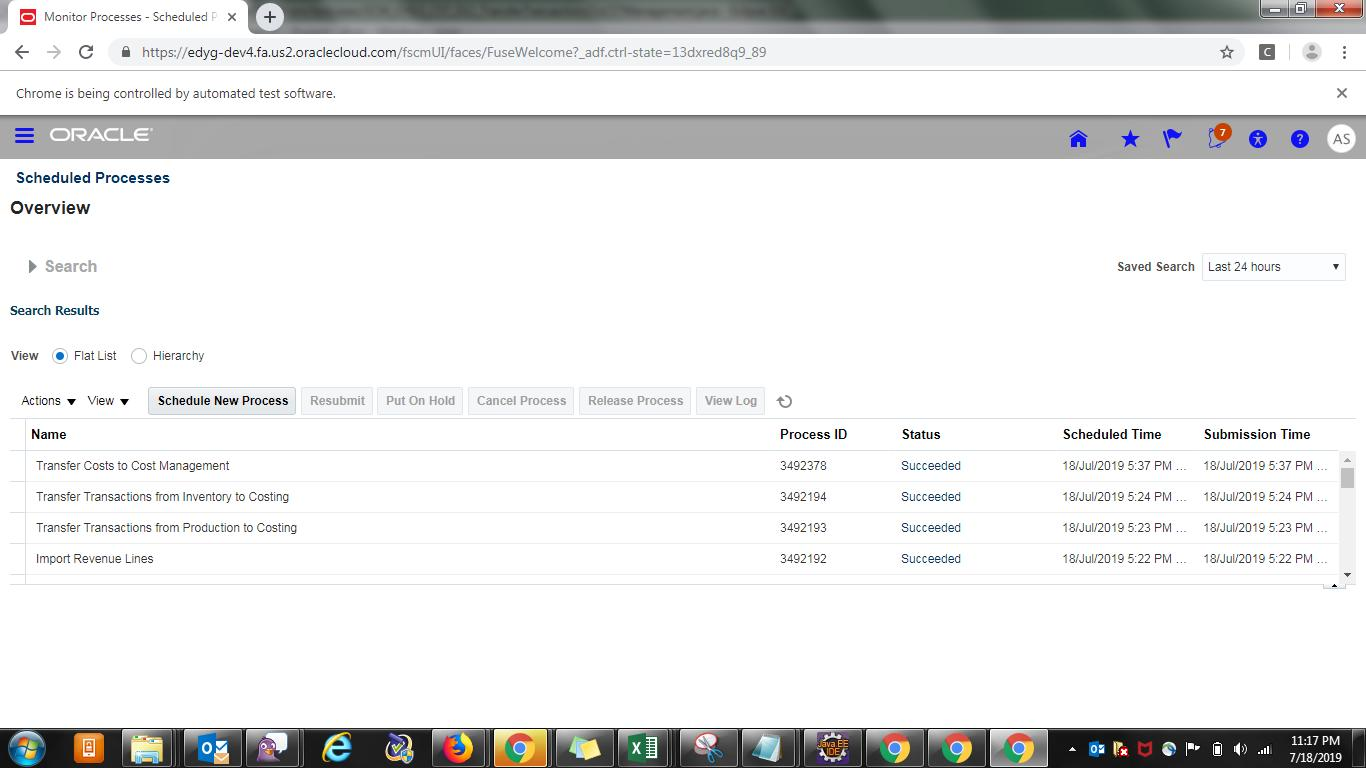 Monitor Processes - Scheduled P
https://edyg-dev4.fa.us2.oraclecloud.com/fscmUI/faces/FuseWelcome?_adf.ctrl-state=13dxred8q9_89
C
Chrome is being controlled by automated test software.
ORACLE
7
?
AS
Scheduled Processes
Overview
Search
Saved Search Last 24 hours
Search Results
View Flat List Hierarchy
Actions View Schedule New Process Resubmit Put On Hold Cancel Process Release Process View Log
Name Process ID Status Scheduled Time Submission Time
Transfer Costs to Cost Management 3492378 Succeeded 18/Jul/2019 5:37 PM ... 18/Jul/2019 5:37 PM ...
Transfer Transactions from Inventory to Costing 3492194 Succeeded 18/Jul/2019 5:24 PM ... 18/Jul/2019 5:24 PM ...
Transfer Transactions from Production to Costing 3492193 Succeeded 18/Jul/2019 5:23 PM ... 18/Jul/2019 5:23 PM ...
Import Revenue Lines 3492192 Succeeded 18/Jul/2019 5:22 PM ... 18/Jul/2019 5:22 PM ...
Java EE
IDE
11:17 PM
7/18/2019